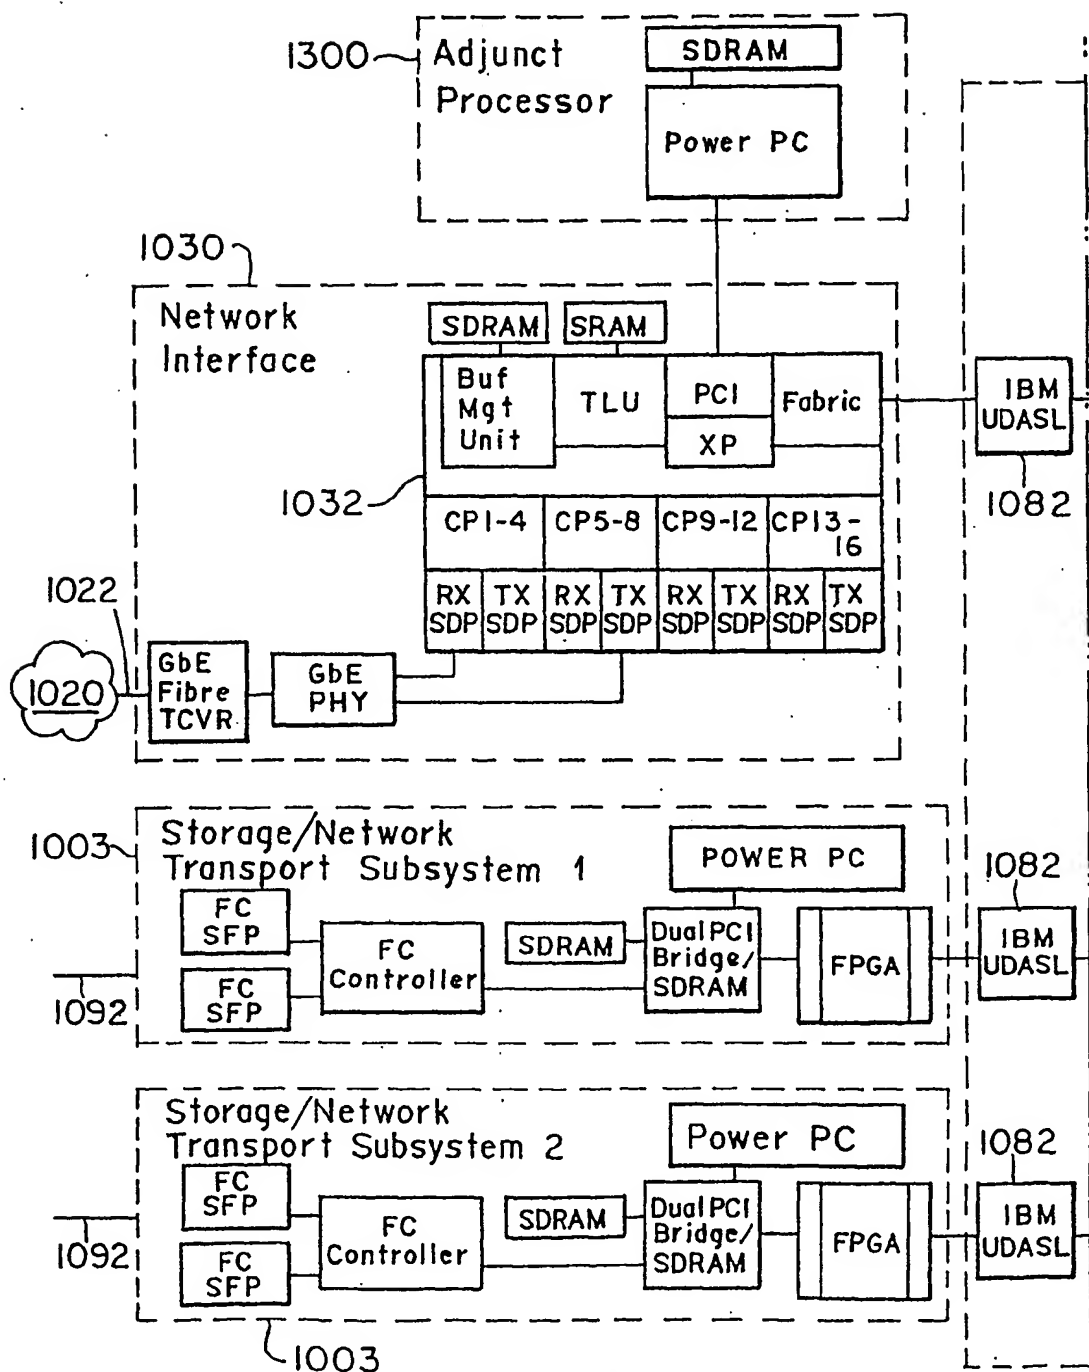 1300
Adjunct
Processor
SDRAM
Power PC
1030
Network
Interface
SDRAM
SRAM
Buf
Mgt
Unit
TLU
PCI
XP
Fabric
IBM
UDASL
1082
1032
CP1-4
CP5-8
CP9-12
CP13-
16
RX
SDP
TX
SDP
RX
SDP
TX
SDP
RX
SDP
TX
SDP
RX
SDP
TX
SDP
1022
1020
GbE
Fibre
TCVR
GbE
PHY
1003
Storage/Network
Transport Subsystem 1
POWER PC
1082
FC
SFP
FC
SFP
FC
Controller
SDRAM
Dual PCI
Bridge/
SDRAM
FPGA
IBM
UDASL
1092
Storage/Network
Transport Subsystem 2
Power PC
1082
FC
SFP
FC
SFP
FC
Controller
SDRAM
Dual PCI
Bridge/
SDRAM
FPGA
IBM
UDASL
1092
1003